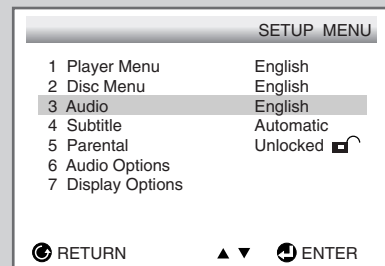 SETUP MENU
1 Player Menu English
2 Disc Menu English
3 Audio English
4 Subtitle Automatic
5 Parental Unlocked
6 Audio Options
7 Display Options
RETURN ▲ ▼ ENTER